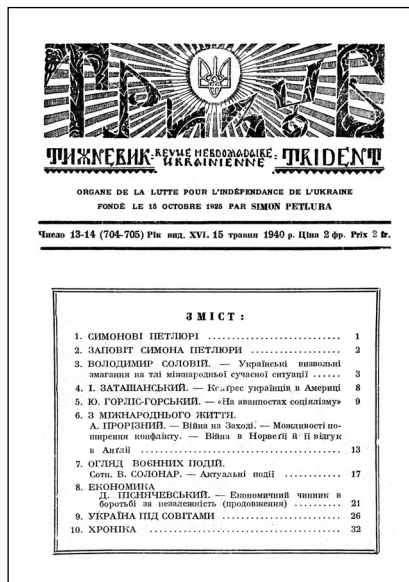 ТРИЗУБ
ТИЖНЕВИК = REVUE HEBDOMADAIRE UKRAINIENNE = TRIDENT
ORGANE DE LA LUTTE POUR L'INDÉPENDANCE DE L'UKRAINE
FONDÉ LE 15 OCTOBRE 1925 PAR SIMON PETLURA
Число 13-14 (704-705) Рік вид. XVI. 15 травня 1940 р. Ціна 2 фр. Prix 2 fr.
ЗМІСТ:
1. СИМОНОВІ ПЕТЛЮРІ .................... 1
2. ЗАПОВІТ СИМОНА ПЕТЛЮРИ .................... 2
3. ВОЛОДИМИР СОЛОВІЙ. — Українські визвольні
змагання на тлі міжнародньої сучасної ситуації ...... 3
4. І. ЗАТАШАНСЬКИЙ. — Конґрес українців в Америці 8
5. Ю. ГОРЛІС-ГОРСЬКИЙ. — «На аванпостах соціялізму» 9
6. З МІЖНАРОДНЬОГО ЖИТТЯ.
А. ПРОРІЗНИЙ. — Війна на Заході. — Можливості по-
ширення конфлікту. — Війна в Норвеґії й її відгук
в Анґлії .................... 13
7. ОГЛЯД ВОЄННИХ ПОДІЙ.
Сотн. В. СОЛОНАР. — Актуальні події ........ 17
8. ЕКОНОМИКА
Д. ПІСНЯЧЕВСЬКИЙ. — Економичний чинник в
боротьбі за незалежність (продовження) .......... 21
9. УКРАЇНА ПІД СОВІТАМИ .................... 26
10. ХРОНІКА .................... 32